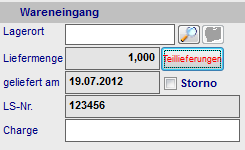 Wareneingang
Lagerort
Liefermenge 1,000 Teillieferungen
geliefert am 19.07.2012 Storno
LS-Nr. 123456
Charge